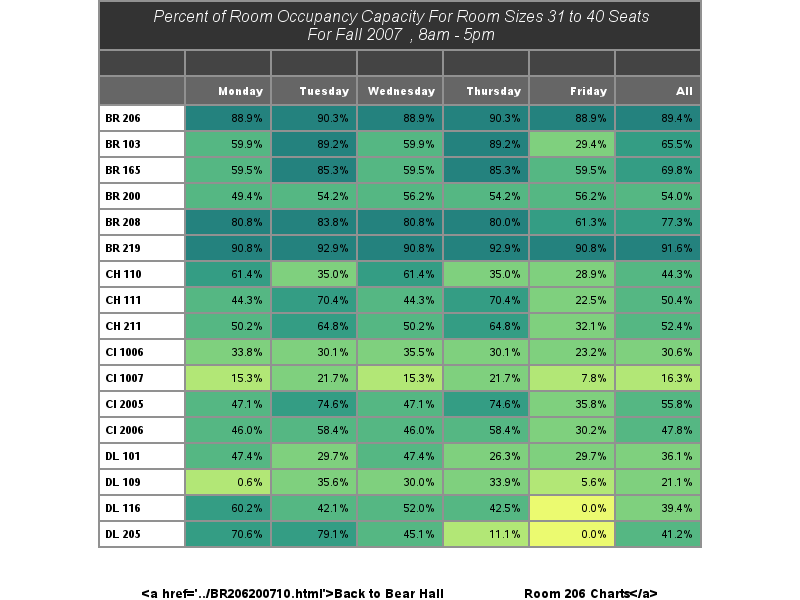 Percent of Room Occupancy Capacity For Room Sizes 31 to 40 Seats
For Fall 2007 , 8am - 5pm
Monday Tuesday Wednesday Thursday Friday All
BR 206 88.9% 90.3% 88.9% 90.3% 88.9% 89.4%
BR 103 59.9% 89.2% 59.9% 89.2% 29.4% 65.5%
BR 165 59.5% 85.3% 59.5% 85.3% 59.5% 69.8%
BR 200 49.4% 54.2% 56.2% 54.2% 56.2% 54.0%
BR 208 80.8% 83.8% 80.8% 80.0% 61.3% 77.3%
BR 219 90.8% 92.9% 90.8% 92.9% 90.8% 91.6%
CH 110 61.4% 35.0% 61.4% 35.0% 28.9% 44.3%
CH 111 44.3% 70.4% 44.3% 70.4% 22.5% 50.4%
CH 211 50.2% 64.8% 50.2% 64.8% 32.1% 52.4%
CI 1006 33.8% 30.1% 35.5% 30.1% 23.2% 30.6%
CI 1007 15.3% 21.7% 15.3% 21.7% 7.8% 16.3%
CI 2005 47.1% 74.6% 47.1% 74.6% 35.8% 55.8%
CI 2006 46.0% 58.4% 46.0% 58.4% 30.2% 47.8%
DL 101 47.4% 29.7% 47.4% 26.3% 29.7% 36.1%
DL 109 0.6% 35.6% 30.0% 33.9% 5.6% 21.1%
DL 116 60.2% 42.1% 52.0% 42.5% 0.0% 39.4%
DL 205 70.6% 79.1% 45.1% 11.1% 0.0% 41.2%
<a href='../BR206200710.html'>Back to Bear Hall Room 206 Charts</a>